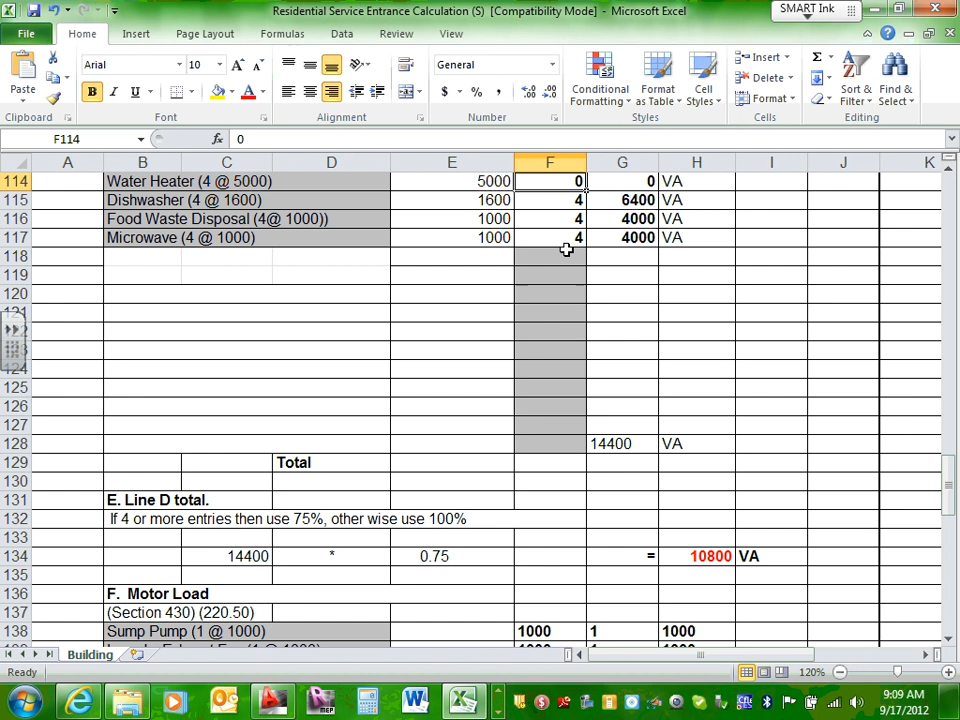 Residential Service Entrance Calculation (S) [Compatibility Mode] - Microsoft Excel
SMART Ink
File Home Insert Page Layout Formulas Data Review View
Paste
Arial 10
B I U
General
$ % ,
Conditional Formatting
Format as Table
Cell Styles
Insert
Delete
Format
Sort & Filter
Find & Select
Clipboard Font Alignment Number Styles Cells Editing
F114 fx 0
A B C D E F G H I J K
114 Water Heater (4 @ 5000) 5000 0 0 VA
115 Dishwasher (4 @ 1600) 1600 4 6400 VA
116 Food Waste Disposal (4@ 1000)) 1000 4 4000 VA
117 Microwave (4 @ 1000) 1000 4 4000 VA
118
119
120
121
125
126
127
128 14400 VA
129 Total
130
131 E. Line D total.
132 If 4 or more entries then use 75%, other wise use 100%
133
134 14400 * 0.75 = 10800 VA
135
136 F. Motor Load
137 (Section 430) (220.50)
138 Sump Pump (1 @ 1000) 1000 1 1000
Building
Ready 120%
9:09 AM
9/17/2012